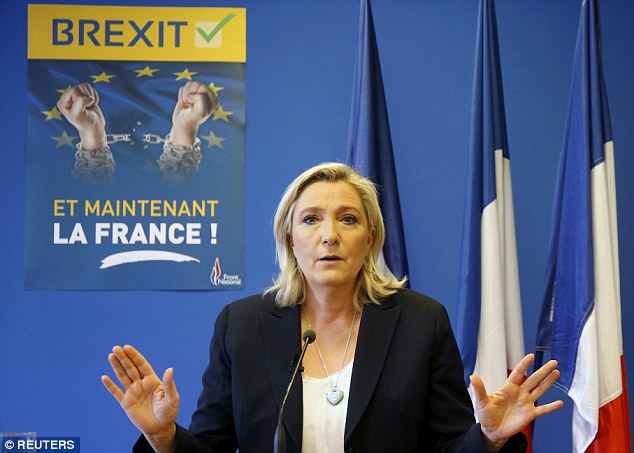 BREXIT
ET MAINTENANT
LA FRANCE !
Front
National
© REUTERS